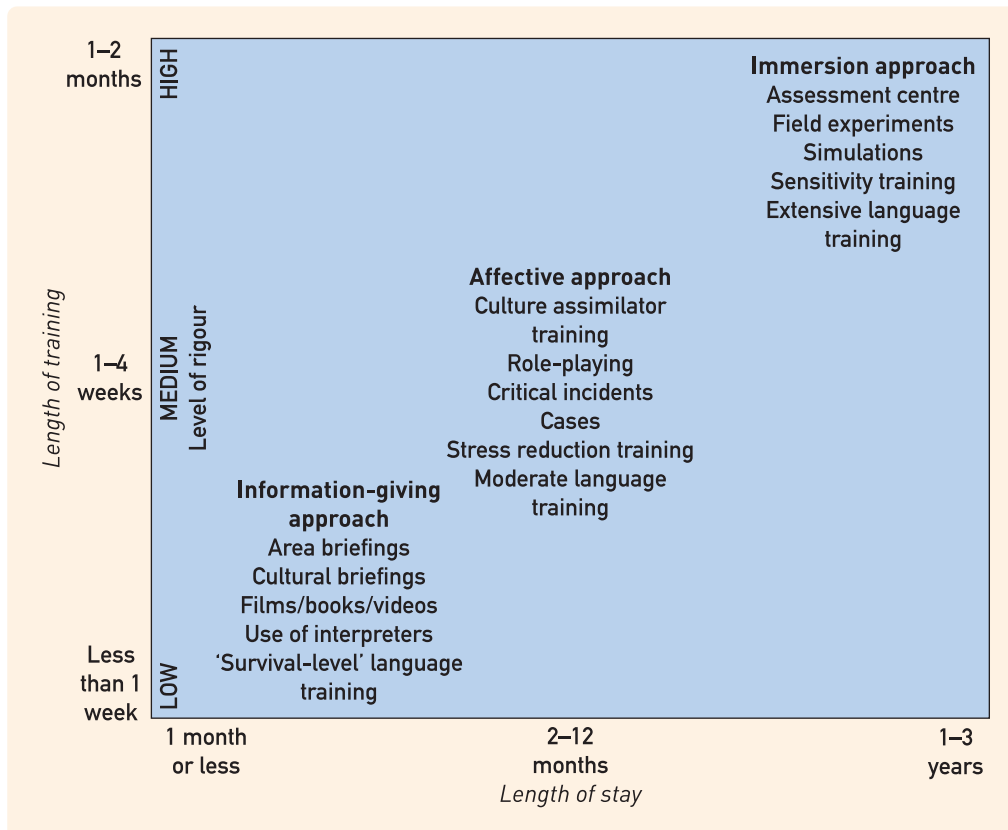 1–2
months
HIGH
Immersion approach
Assessment centre
Field experiments
Simulations
Sensitivity training
Extensive language
training
Length of training
1–4
weeks
MEDIUM
Level of rigour
Affective approach
Culture assimilator
training
Role-playing
Critical incidents
Cases
Stress reduction training
Moderate language
training
Information-giving
approach
Area briefings
Cultural briefings
Films/books/videos
Use of interpreters
‘Survival-level’ language
training
Less
than 1
week
LOW
1 month
or less
2–12
months
1–3
years
Length of stay